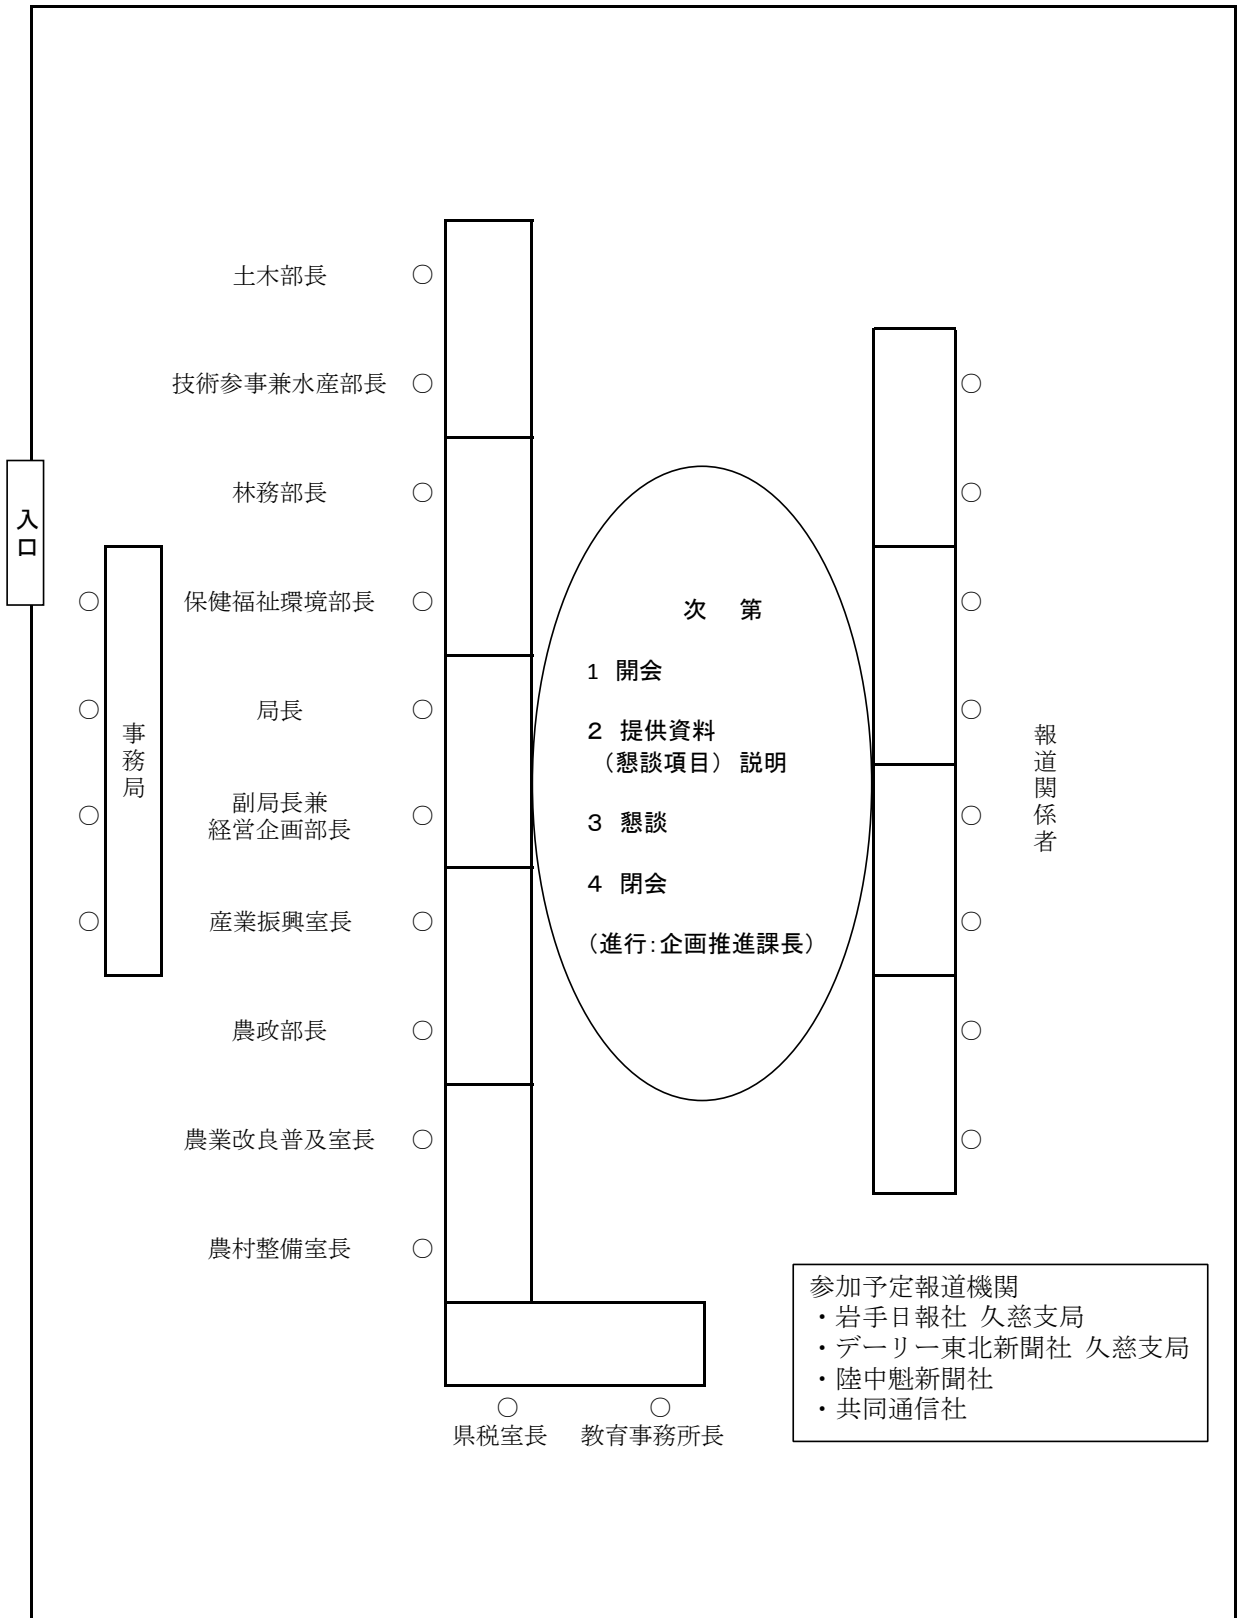 土木部長
技術参事兼水産部長
林務部長
入口
保健福祉環境部長
局長
事務局
副局長兼
経営企画部長
産業振興室長
農政部長
農業改良普及室長
農村整備室長
県税室長
教育事務所長
次 第
1 開会
2 提供資料
（懇談項目）説明
3 懇談
4 閉会
（進行：企画推進課長）
報道関係者
参加予定報道機関
・岩手日報社 久慈支局
・デーリー東北新聞社 久慈支局
・陸中魁新聞社
・共同通信社